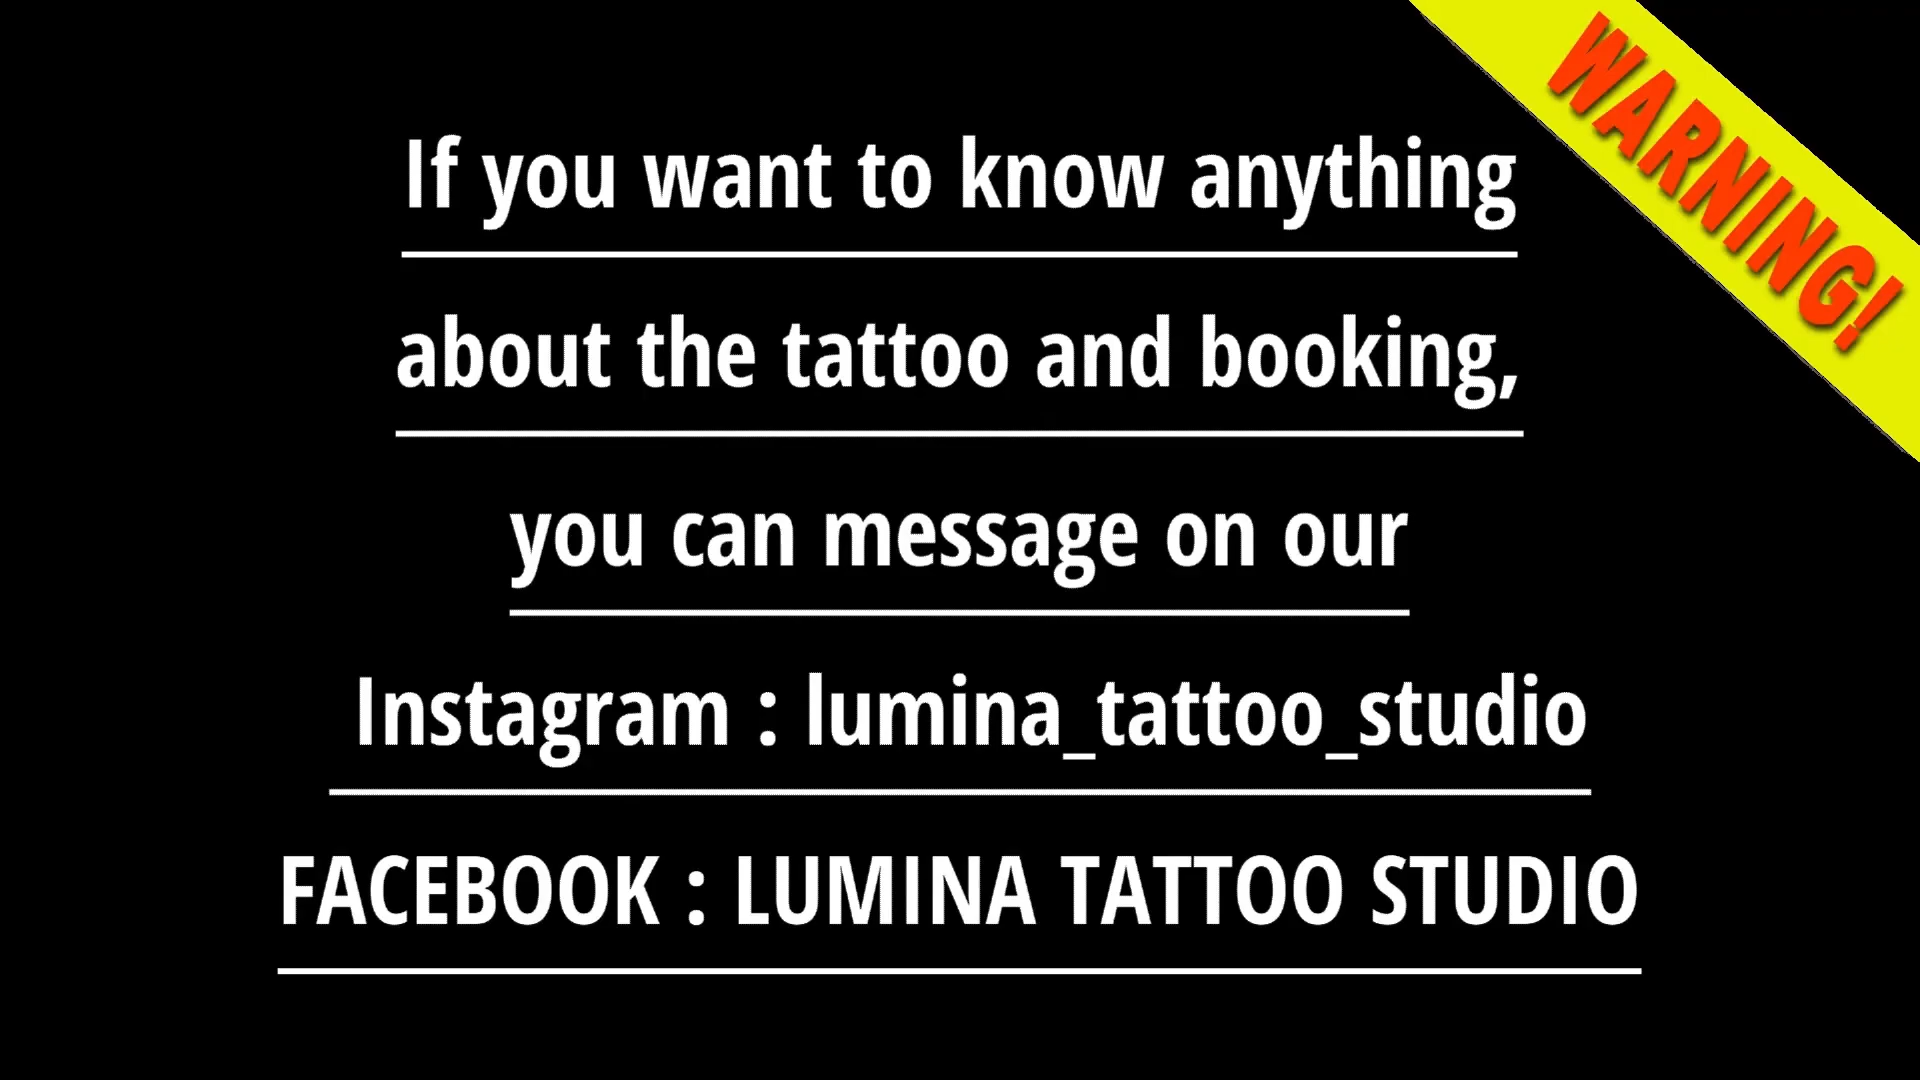 WARNING!
If you want to know anything
about the tattoo and booking,
you can message on our
Instagram : lumina_tattoo_studio
FACEBOOK : LUMINA TATTOO STUDIO